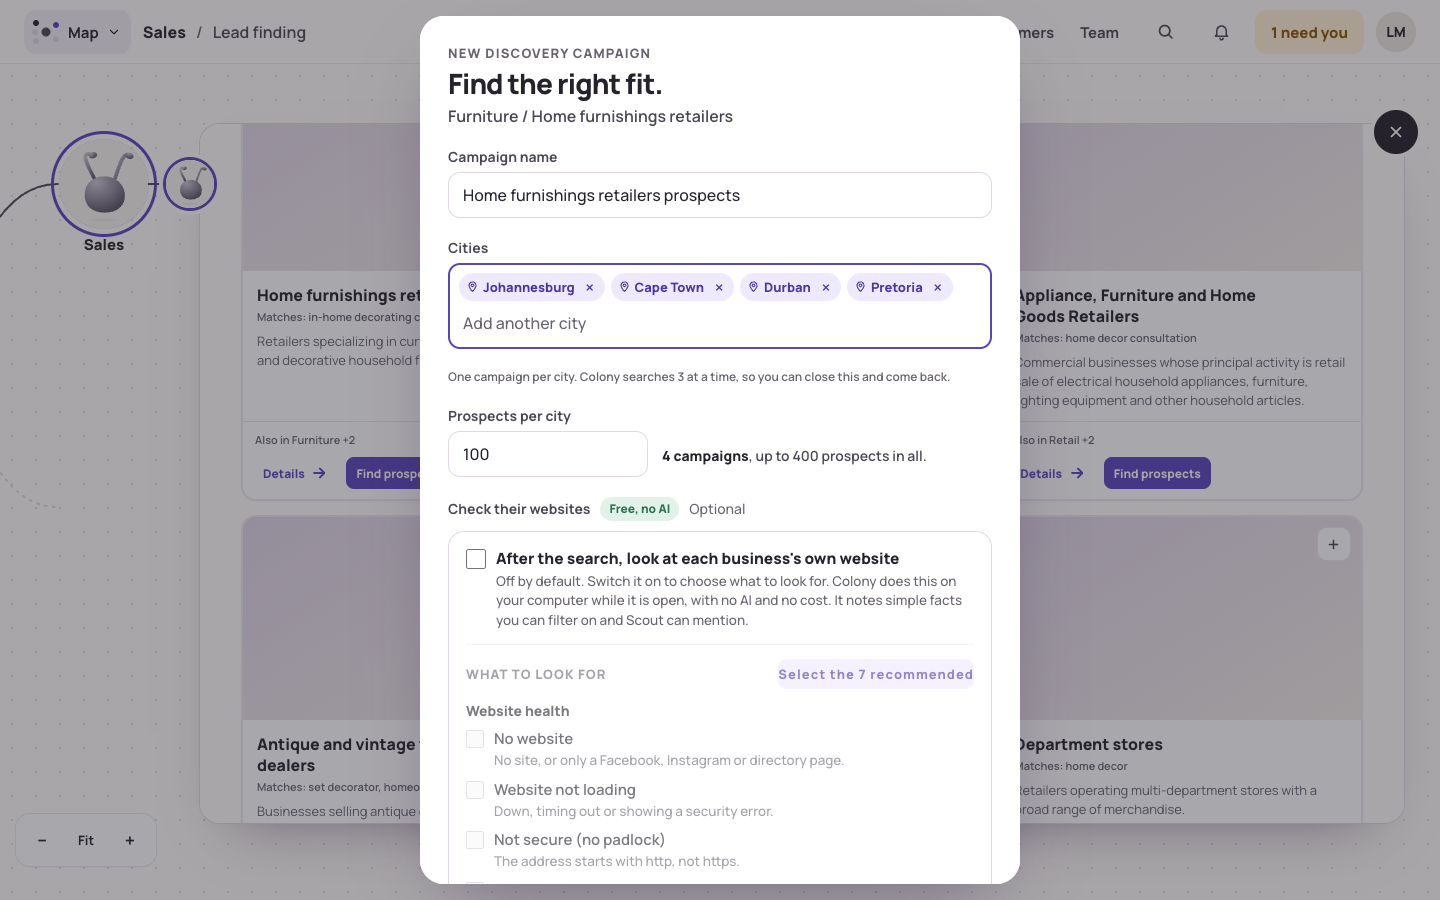 Map
Sales / Lead finding
Team
1 need you
LM
Sales
NEW DISCOVERY CAMPAIGN
Find the right fit.
Furniture / Home furnishings retailers
Campaign name
Home furnishings retailers prospects
Cities
Johannesburg × Cape Town × Durban × Pretoria ×
Add another city
One campaign per city. Colony searches 3 at a time, so you can close this and come back.
Prospects per city
100
4 campaigns, up to 400 prospects in all.
Check their websites Free, no AI Optional
After the search, look at each business's own website
Off by default. Switch it on to choose what to look for. Colony does this on
your computer while it is open, with no AI and no cost. It notes simple facts
you can filter on and Scout can mention.
WHAT TO LOOK FOR
Select the 7 recommended
Website health
No website
No site, or only a Facebook, Instagram or directory page.
Website not loading
Down, timing out or showing a security error.
Not secure (no padlock)
The address starts with http, not https.
Home furnishings
Matches: in-home decorating
Retailers specializing in
and decorative household
Also in Furniture +2
Details → Find
Antique and vintage
dealers
Matches: set decorator,
Businesses selling antique
Appliance, Furniture and Home
Goods Retailers
Matches: home decor consultation
Commercial businesses whose principal activity is retail
sale of electrical household appliances, furniture,
lighting equipment and other household articles.
Also in Retail +2
Details → Find prospects
+
Department stores
Matches: home decor
Retailers operating multi-department stores with a
broad range of merchandise.
− Fit +